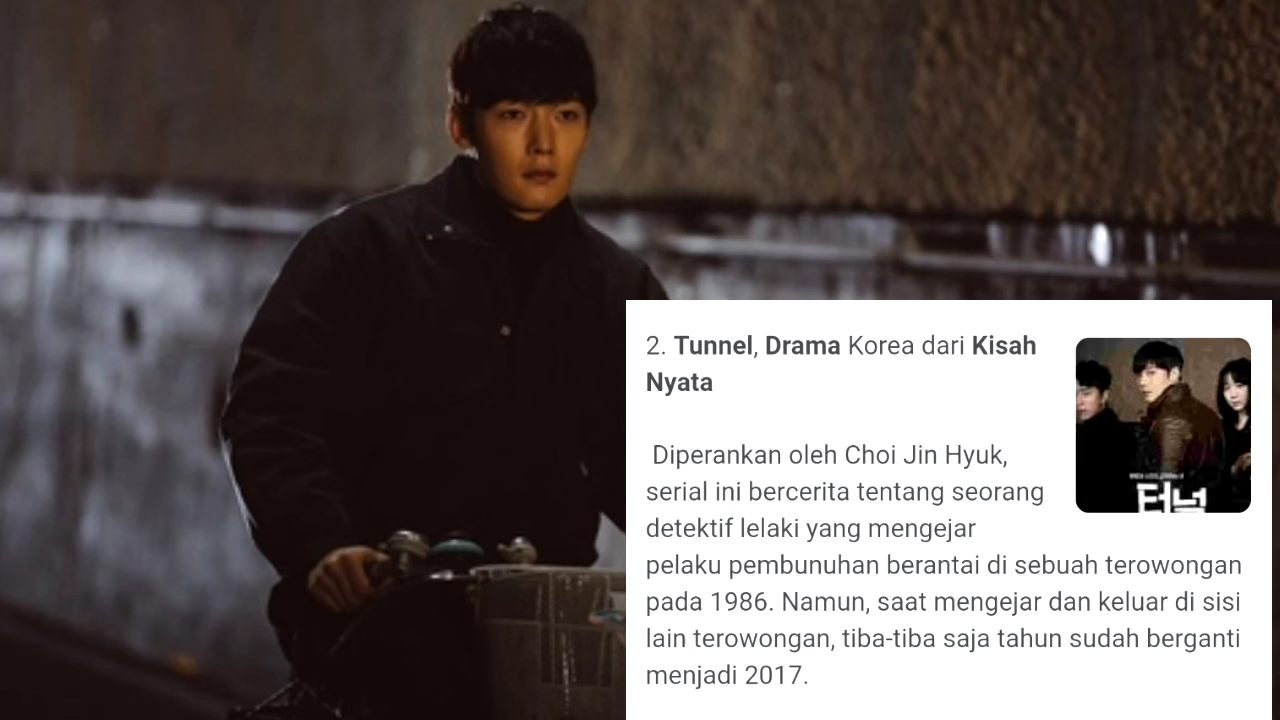 2. Tunnel, Drama Korea dari Kisah
Nyata
Diperankan oleh Choi Jin Hyuk,
serial ini bercerita tentang seorang
detektif lelaki yang mengejar
pelaku pembunuhan berantai di sebuah terowongan
pada 1986. Namun, saat mengejar dan keluar di sisi
lain terowongan, tiba-tiba saja tahun sudah berganti
menjadi 2017.
터널